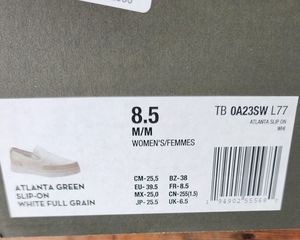 8.5
M/M
WOMEN'S/FEMMES
TB 0A23SW L77
ATLANTA SLIP ON
WHI
ATLANTA GREEN
SLIP-ON
WHITE FULL GRAIN
CM-25,5 BZ-38
EU-39.5 FR-8.5
MX-25,0 CN-255(1.5)
JP-25.5 UK-6.5